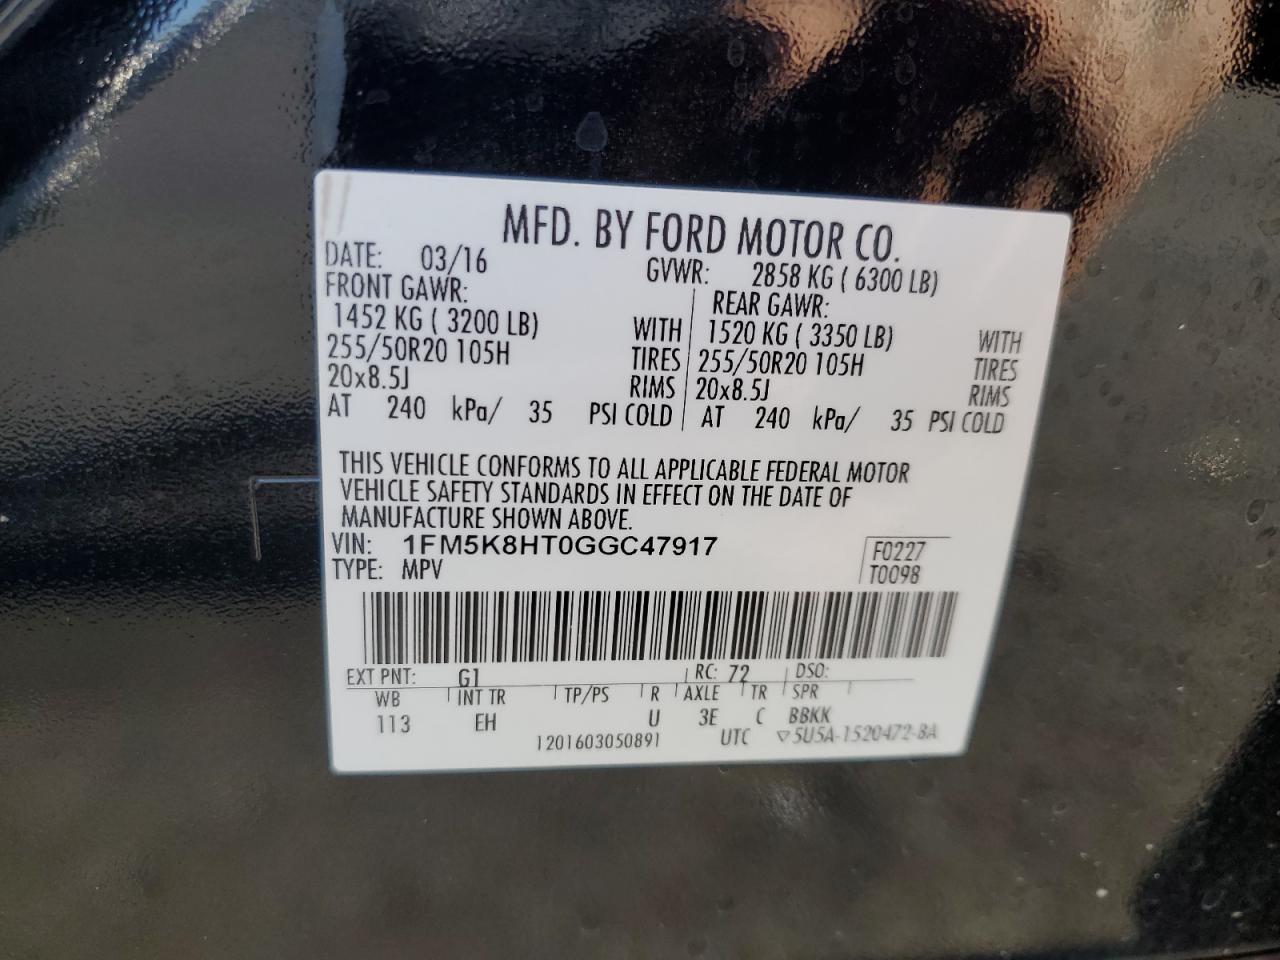 MFD. BY FORD MOTOR CO.
DATE: 03/16 GVWR: 2858 KG ( 6300 LB)
FRONT GAWR: REAR GAWR:
1452 KG ( 3200 LB) WITH 1520 KG ( 3350 LB) WITH
255/50R20 105H TIRES 255/50R20 105H TIRES
20x8.5J RIMS 20x8.5J RIMS
AT 240 kPa/ 35 PSI COLD AT 240 kPa/ 35 PSI COLD
THIS VEHICLE CONFORMS TO ALL APPLICABLE FEDERAL MOTOR
VEHICLE SAFETY STANDARDS IN EFFECT ON THE DATE OF
MANUFACTURE SHOWN ABOVE.
VIN: 1FM5K8HT0GGC47917 F0227
TYPE: MPV T0098
EXT PNT: G1 RC: 72 DSO:
WB INT TR TP/PS R AXLE TR SPR
113 EH U 3E C BBKK
1201603050891 UTC ▽5U5A-1520472-BA